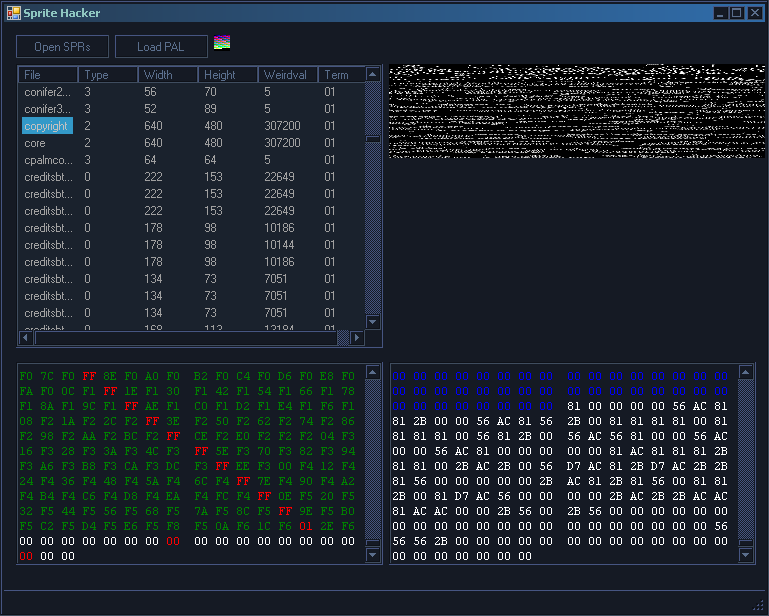 Sprite Hacker
Open SPRs Load PAL
File Type Width Height Weirdval Term
conifer2... 3 56 70 5 01
conifer3... 3 52 89 5 01
copyright 2 640 480 307200 01
core 2 640 480 307200 01
cpalmco... 3 64 64 5 01
creditsbt... 0 222 153 22649 01
creditsbt... 0 222 153 22649 01
creditsbt... 0 222 153 22649 01
creditsbt... 0 178 98 10186 01
creditsbt... 0 178 98 10144 01
creditsbt... 0 178 98 10186 01
creditsbt... 0 134 73 7051 01
creditsbt... 0 134 73 7051 01
creditsbt... 0 134 73 7051 01
creditsbt... 0 168 113 13184 01
F0 7C F0 FF 8E F0 A0 F0 B2 F0 C4 F0 D6 F0 E8 F0
FA F0 0C F1 FF 1E F1 30 F1 42 F1 54 F1 66 F1 78
F1 8A F1 9C F1 FF AE F1 C0 F1 D2 F1 E4 F1 F6 F1
08 F2 1A F2 2C F2 FF 3E F2 50 F2 62 F2 74 F2 86
F2 98 F2 AA F2 BC F2 FF CE F2 E0 F2 F2 F2 04 F3
16 F3 28 F3 3A F3 4C F3 FF 5E F3 70 F3 82 F3 94
F3 A6 F3 B8 F3 CA F3 DC F3 FF EE F3 00 F4 12 F4
24 F4 36 F4 48 F4 5A F4 6C F4 FF 7E F4 90 F4 A2
F4 B4 F4 C6 F4 D8 F4 EA F4 FC F4 FF 0E F5 20 F5
32 F5 44 F5 56 F5 68 F5 7A F5 8C F5 FF 9E F5 B0
F5 C2 F5 D4 F5 E6 F5 F8 F5 0A F6 1C F6 01 2E F6
00 00 00 00 00 00 00 00 00 00 00 00 00 00 00 00
00 00 00
81 00 00 00 00 56 AC 81
81 2B 00 00 56 AC 81 56 2B 00 81 81 81 81 00 00
81 81 81 00 56 81 2B 00 56 AC 56 81 00 00 56 00
00 00 56 AC 81 00 00 00 00 00 81 AC 81 81 2B 2B
81 81 00 2B AC 2B 00 56 D7 AC 81 2B D7 AC 2B 2B
81 56 00 00 00 00 00 2B AC 81 2B 81 56 00 81 81
2B 00 81 D7 AC 56 00 00 00 00 2B AC 2B 2B AC AC
81 AC AC 00 00 2B 56 2B 00 2B 56 00 00 00 00 00
00 00 00 00 00 00 00 00 00 00 00 00 00 00 00 56
56 56 2B 00 00 00 00 00 00 00 00 00 00 00 00 00
00 00 00 00 00 00 00